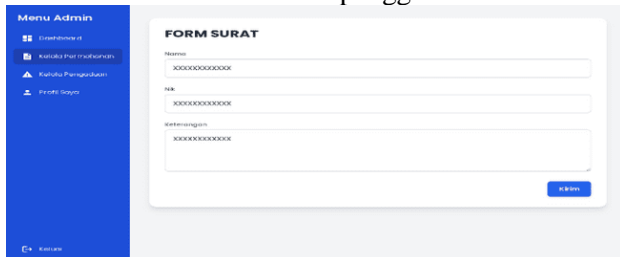 Menu Admin
Dashboard
Kelola Permohonan
Kelola Pengaduan
Profil Saya
Keluar
FORM SURAT
Nama
XXXXXXXXXXXX
Nik
XXXXXXXXXXXX
Keterangan
XXXXXXXXXXXX
Kirim